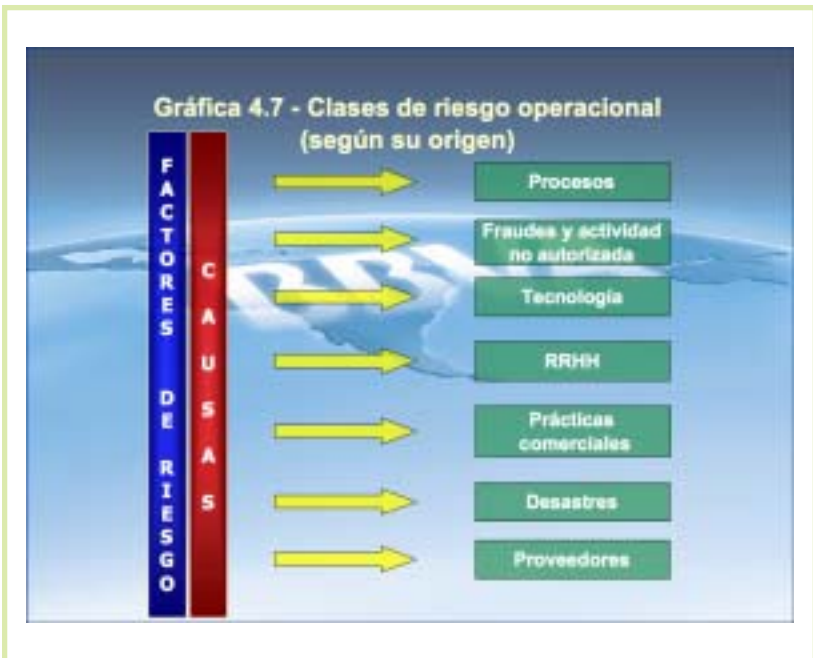 Gráfica 4.7 - Clases de riesgo operacional
(según su origen)
FACTORES DE RIESGO
CAUSAS
Procesos
Fraudes y actividad
no autorizada
Tecnología
RRHH
Prácticas
comerciales
Desastres
Proveedores